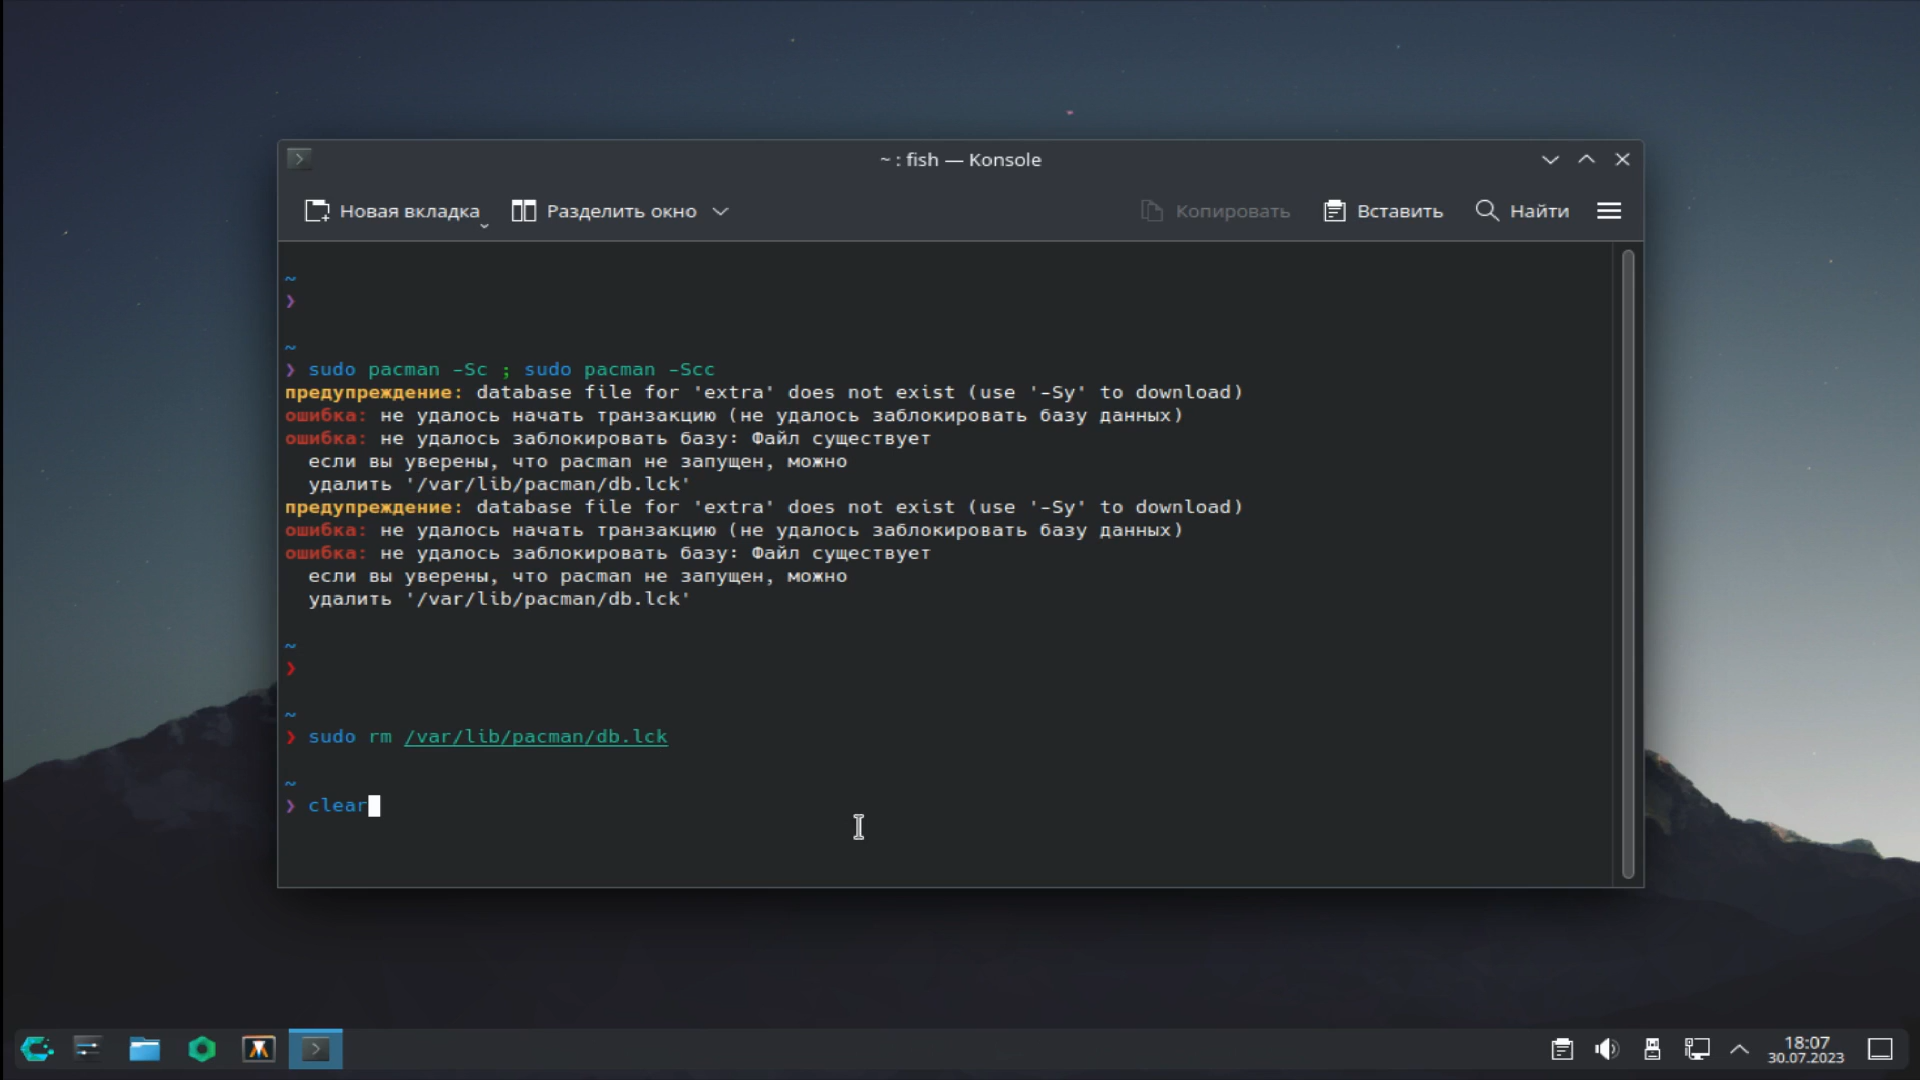 ~ : fish — Konsole
Новая вкладка Разделить окно Копировать Вставить Найти
~
❯
~
❯ sudo pacman -Sc ; sudo pacman -Scc
предупреждение: database file for 'extra' does not exist (use '-Sy' to download)
ошибка: не удалось начать транзакцию (не удалось заблокировать базу данных)
ошибка: не удалось заблокировать базу: Файл существует
если вы уверены, что pacman не запущен, можно
удалить '/var/lib/pacman/db.lck'
предупреждение: database file for 'extra' does not exist (use '-Sy' to download)
ошибка: не удалось начать транзакцию (не удалось заблокировать базу данных)
ошибка: не удалось заблокировать базу: Файл существует
если вы уверены, что pacman не запущен, можно
удалить '/var/lib/pacman/db.lck'
~
❯
~
❯ sudo rm /var/lib/pacman/db.lck
~
❯ clear
18:07
30.07.2023